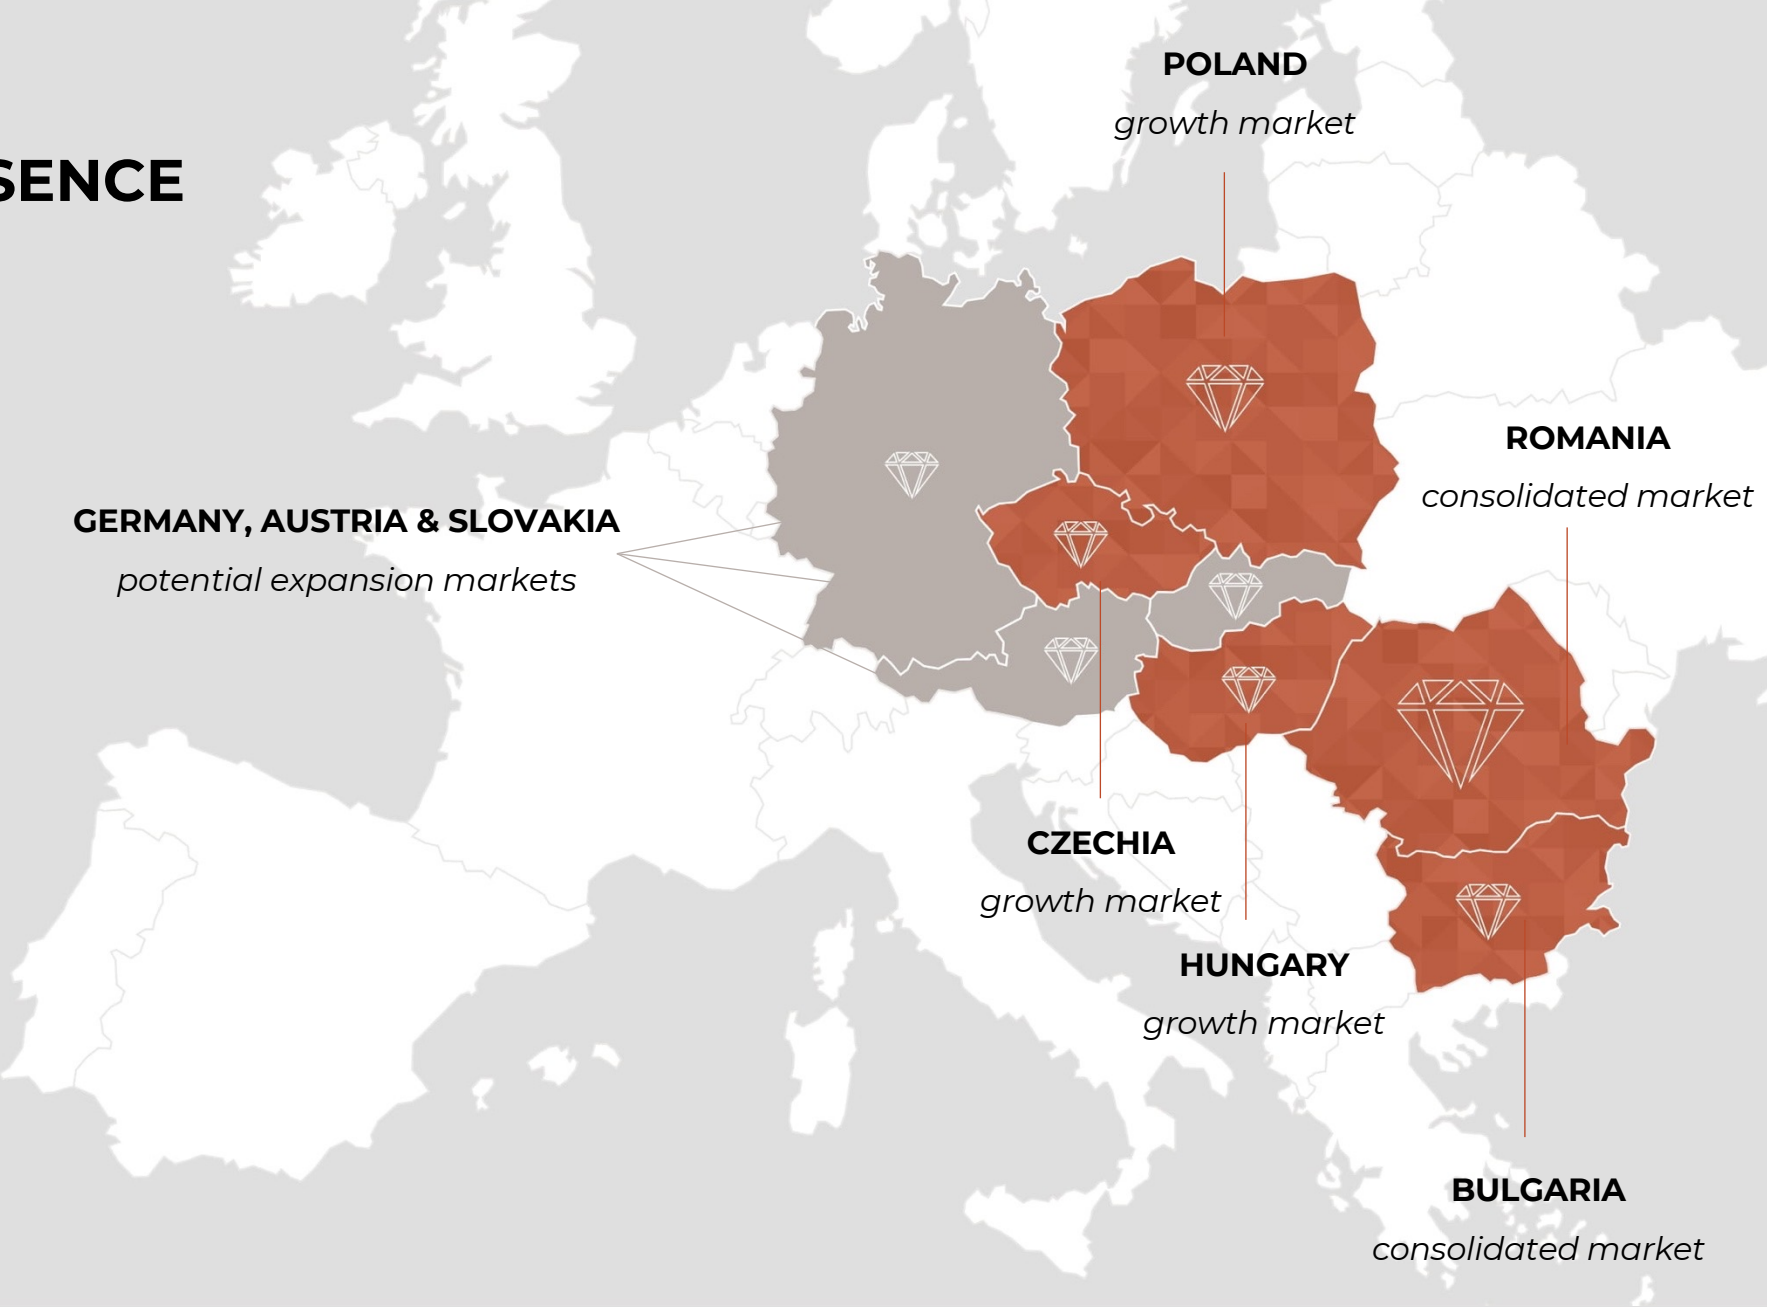 SENCE
POLAND
growth market
ROMANIA
consolidated market
GERMANY, AUSTRIA & SLOVAKIA
potential expansion markets
CZECHIA
growth market
HUNGARY
growth market
BULGARIA
consolidated market